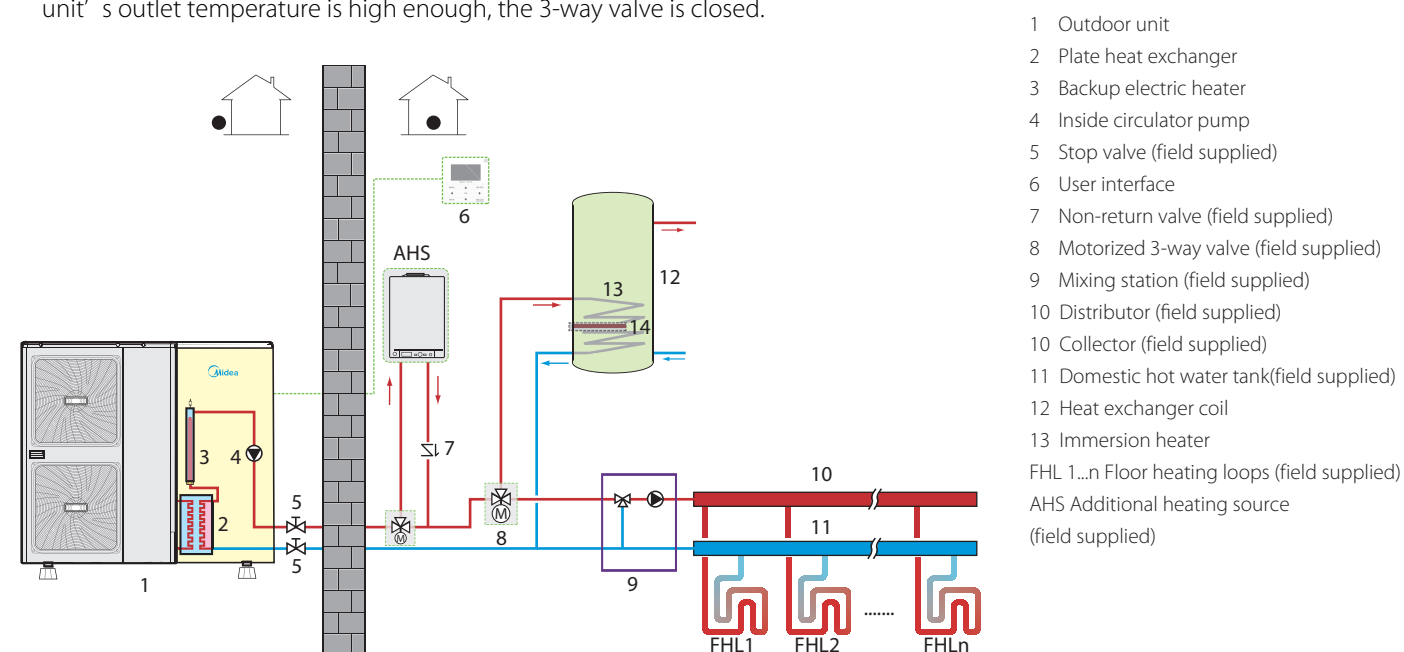 unit’ s outlet temperature is high enough, the 3-way valve is closed.
6
AHS
12
13
14
Midea
7
3
4
5
10
2
8
11
5
9
1
.......
FHL1
FHL2
FHLn
M
M
1 Outdoor unit
2 Plate heat exchanger
3 Backup electric heater
4 Inside circulator pump
5 Stop valve (field supplied)
6 User interface
7 Non-return valve (field supplied)
8 Motorized 3-way valve (field supplied)
9 Mixing station (field supplied)
10 Distributor (field supplied)
10 Collector (field supplied)
11 Domestic hot water tank(field supplied)
12 Heat exchanger coil
13 Immersion heater
FHL 1...n Floor heating loops (field supplied)
AHS Additional heating source
(field supplied)